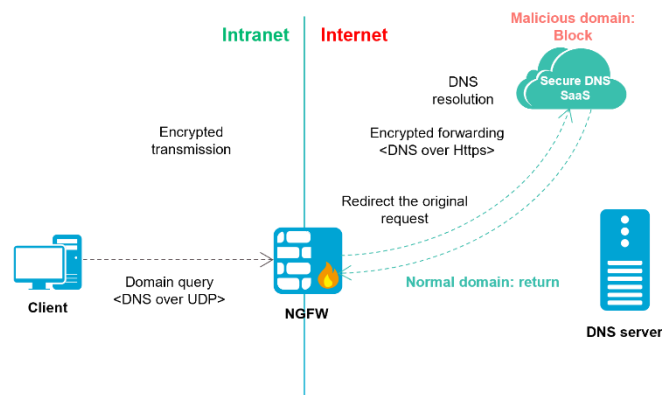 Malicious domain:
Block
Intranet
Internet
Secure DNS
SaaS
DNS
resolution
Encrypted
transmission
Encrypted forwarding
<DNS over Https>
Redirect the original
request
Domain query
<DNS over UDP>
Normal domain: return
Client
NGFW
DNS server